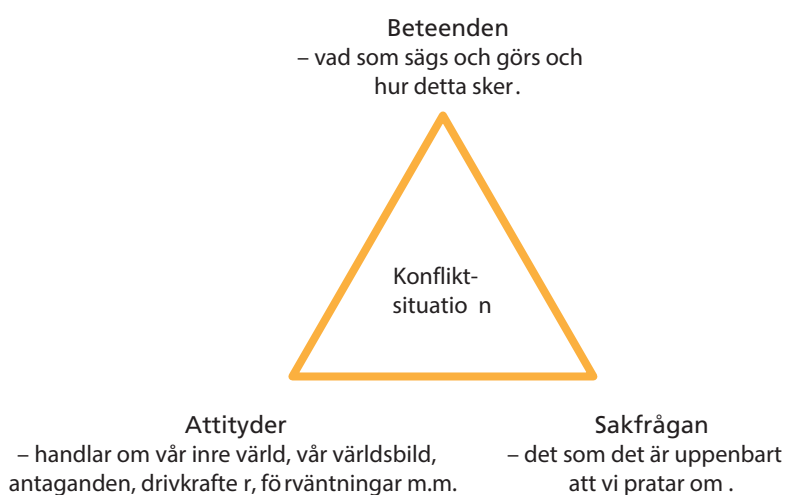 Beteenden
– vad som sägs och görs och
hur detta sker.
Konflikt-
situatio n
Attityder
– handlar om vår inre värld, vår världsbild,
antaganden, drivkrafte r, fö rväntningar m.m.
Sakfrågan
– det som det är uppenbart
att vi pratar om .